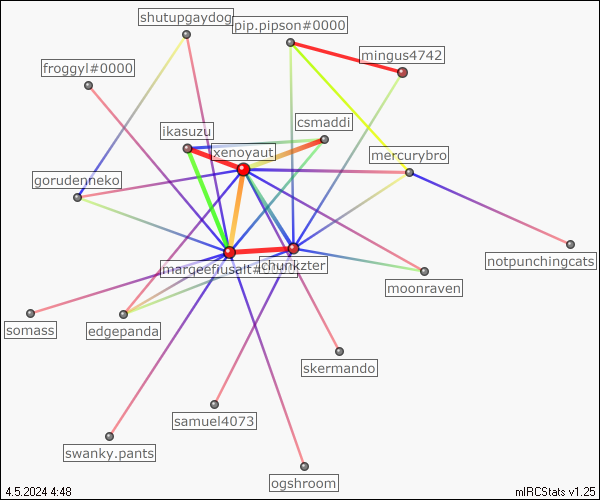 shutupgaydog
pip.pipson#0000
mingus4742
froggyl#0000
csmaddi
ikasuzu
xenoyaut
mercurybro
gorudenneko
marqeefiusalt#
chunkzter
notpunchingcats
moonraven
somass
edgepanda
skermando
samuel4073
swanky.pants
ogshroom
4.5.2024 4:48
mIRCStats v1.25